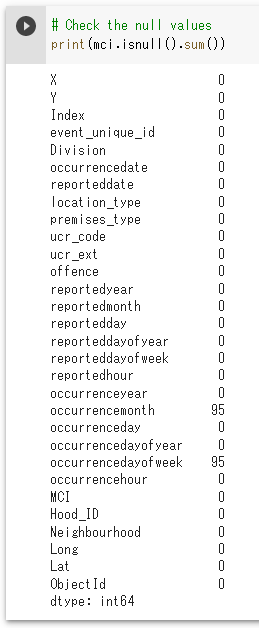 # Check the null values
print(mci.isnull().sum())
X 0
Y 0
Index 0
event_unique_id 0
Division 0
occurrencedate 0
reporteddate 0
location_type 0
premises_type 0
ucr_code 0
ucr_ext 0
offence 0
reportedyear 0
reportedmonth 0
reportedday 0
reporteddayofyear 0
reporteddayofweek 0
reportedhour 0
occurrenceyear 0
occurrencemonth 95
occurrenceday 0
occurrencedayofyear 0
occurrencedayofweek 95
occurrencehour 0
MCI 0
Hood_ID 0
Neighbourhood 0
Long 0
Lat 0
ObjectId 0
dtype: int64